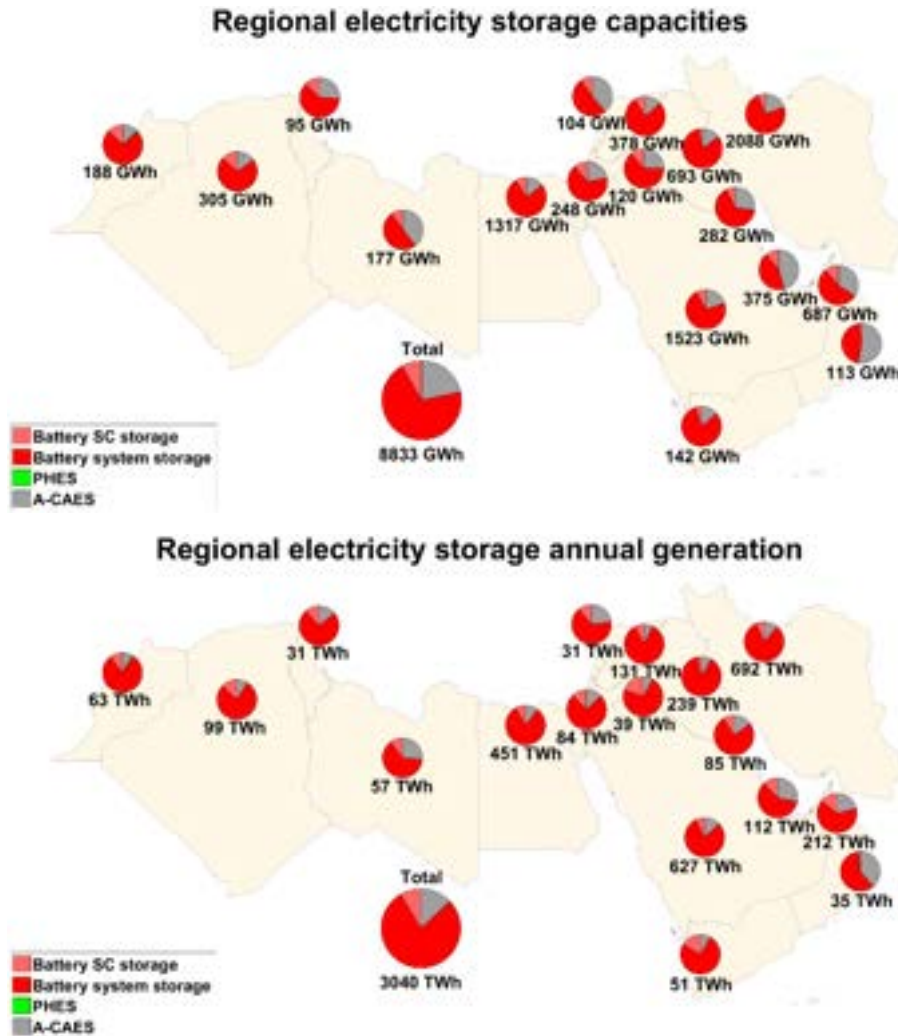 Regional electricity storage capacities
95 GWh
104 GWh
378 GWh
2088 GWh
188 GWh
305 GWh
693 GWh
120 GWh
248 GWh
1317 GWh
177 GWh
282 GWh
375 GWh
687 GWh
1523 GWh
113 GWh
Total
8833 GWh
142 GWh
Battery SC storage
Battery system storage
PHES
A-CAES
Regional electricity storage annual generation
31 TWh
31 TWh
131 TWh
692 TWh
63 TWh
99 TWh
239 TWh
39 TWh
84 TWh
451 TWh
57 TWh
85 TWh
112 TWh
212 TWh
627 TWh
35 TWh
Total
3040 TWh
51 TWh
Battery SC storage
Battery system storage
PHES
A-CAES